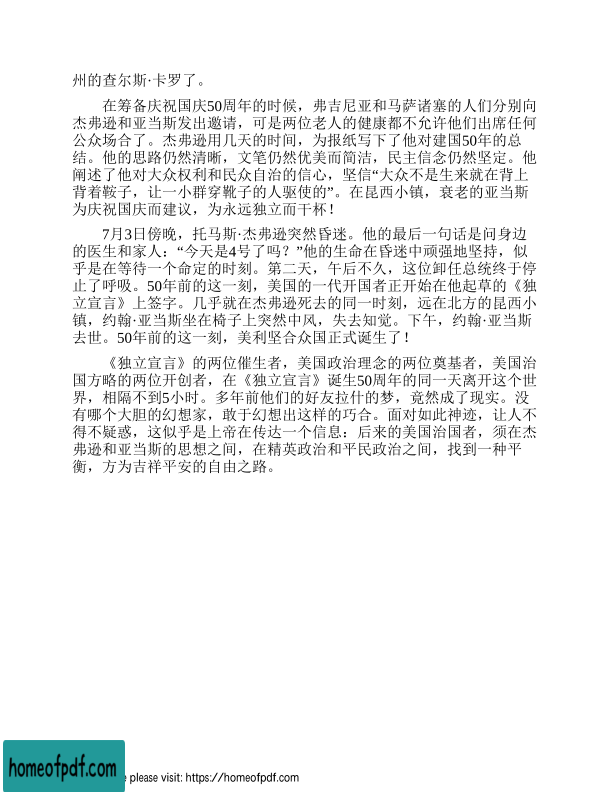 州的查尔斯·卡罗了。
在筹备庆祝国庆50周年的时候，弗吉尼亚和马萨诸塞的人们分别向
杰弗逊和亚当斯发出邀请，可是两位老人的健康都不允许他们出席任何
公众场合了。杰弗逊用几天的时间，为报纸写下了他对建国50年的总
结。他的思路仍然清晰，文笔仍然优美而简洁，民主信念仍然坚定。他
阐述了他对大众权利和民众自治的信心，坚信“大众不是生来就在背上
背着鞍子，让一小群穿靴子的人驱使的”。在昆西小镇，衰老的亚当斯
为庆祝国庆而建议，为永远独立而干杯！
7月3日傍晚，托马斯·杰弗逊突然昏迷。他的最后一句话是问身边
的医生和家人：“今天是4号了吗？”他的生命在昏迷中顽强地坚持，似
乎是在等待一个命定的时刻。第二天，午后不久，这位卸任总统终于停
止了呼吸。50年前的这一刻，美国的一代开国者正开始在他起草的《独
立宣言》上签字。几乎就在杰弗逊死去的同一时刻，远在北方的昆西小
镇，约翰·亚当斯坐在椅子上突然中风，失去知觉。下午，约翰·亚当斯
去世。50年前的这一刻，美利坚合众国正式诞生了！
《独立宣言》的两位催生者，美国政治理念的两位奠基者，美国治
国方略的两位开创者，在《独立宣言》诞生50周年的同一天离开这个世
界，相隔不到5小时。多年前他们的好友拉什的梦，竟然成了现实。没
有哪个大胆的幻想家，敢于幻想出这样的巧合。面对如此神迹，让人不
得不疑惑，这似乎是上帝在传达一个信息：后来的美国治国者，须在杰
弗逊和亚当斯的思想之间，在精英政治和平民政治之间，找到一种平
衡，方为吉祥平安的自由之路。
homeofpdf.com
e please visit: https://homeofpdf.com